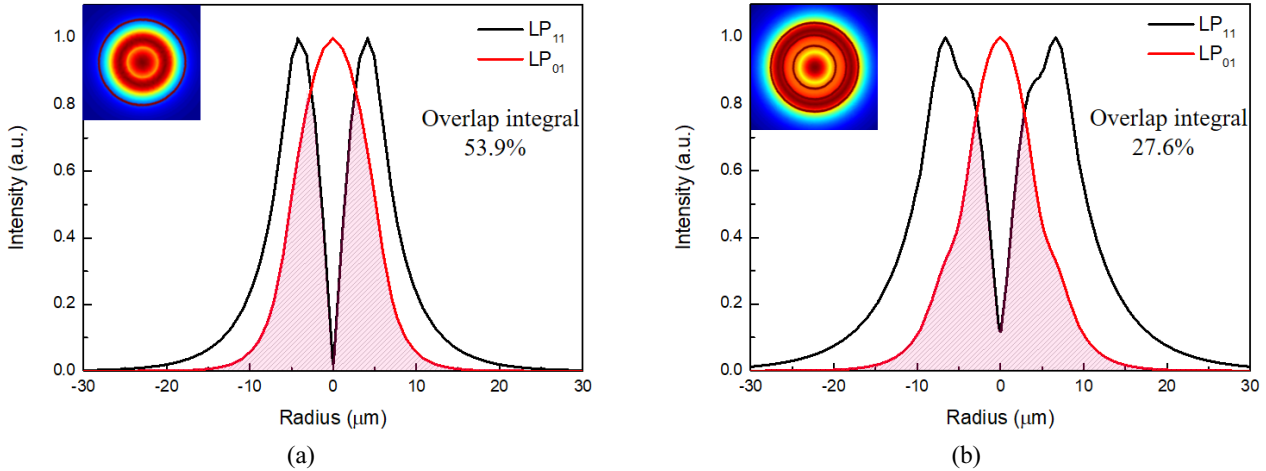 LP11
LP01
Overlap integral
53.9%
Intensity (a.u.)
1.0
0.8
0.6
0.4
0.2
0.0
-30 -20 -10 0 10 20 30
Radius (μm)
(a)
LP11
LP01
Overlap integral
27.6%
Intensity (a.u.)
1.0
0.8
0.6
0.4
0.2
0.0
-30 -20 -10 0 10 20 30
Radius (μm)
(b)